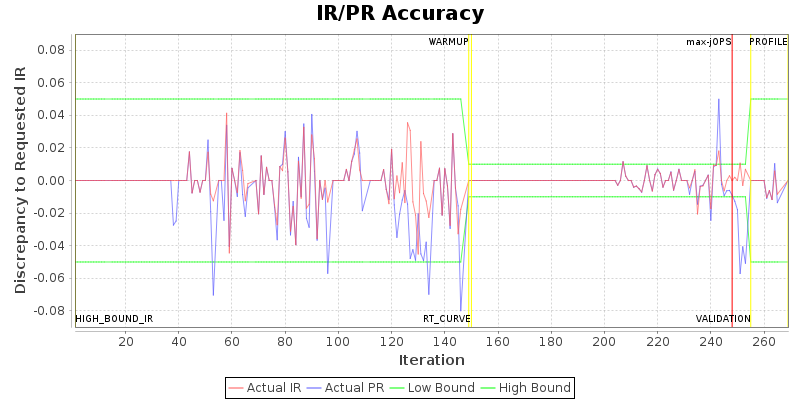 IR/PR Accuracy
Discrepancy to Requested IR
0.08
0.06
0.04
0.02
0.00
-0.02
-0.04
-0.06
-0.08
WARMUP
max-jOPS
PROFILE
HIGH_BOUND_IR
RT_CURVE
VALIDATION
20 40 60 80 100 120 140 160 180 200 220 240 260
Iteration
Actual IR Actual PR Low Bound High Bound